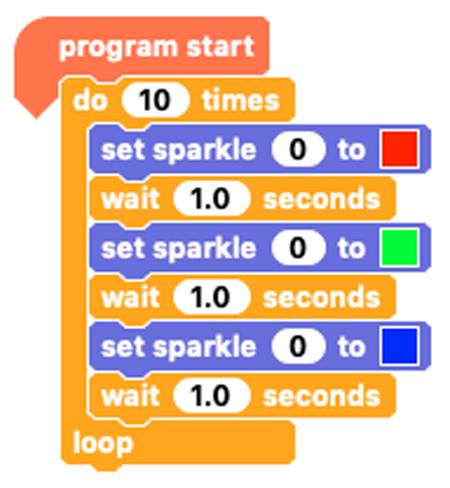 program start
do 10 times
set sparkle 0 to
wait 1.0 seconds
set sparkle 0 to
wait 1.0 seconds
set sparkle 0 to
wait 1.0 seconds
loop